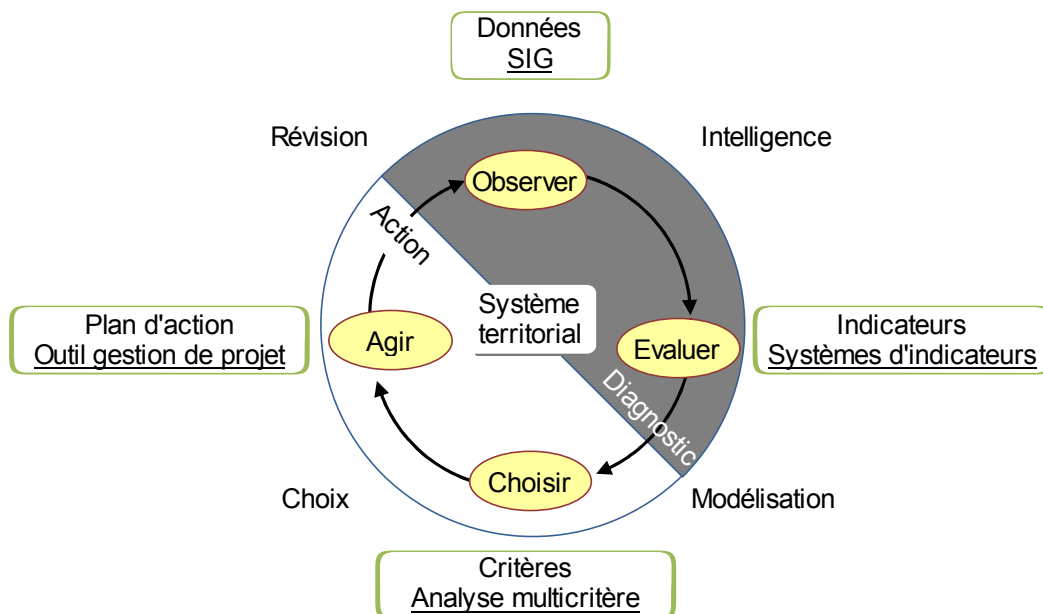 Données
SIG
Révision
Intelligence
Observer
Action
Système
territorial
Plan d'action
Outil gestion de projet
Agir
Evaluer
Indicateurs
Systèmes d'indicateurs
Diagnostic
Choisir
Choix
Modélisation
Critères
Analyse multicritère